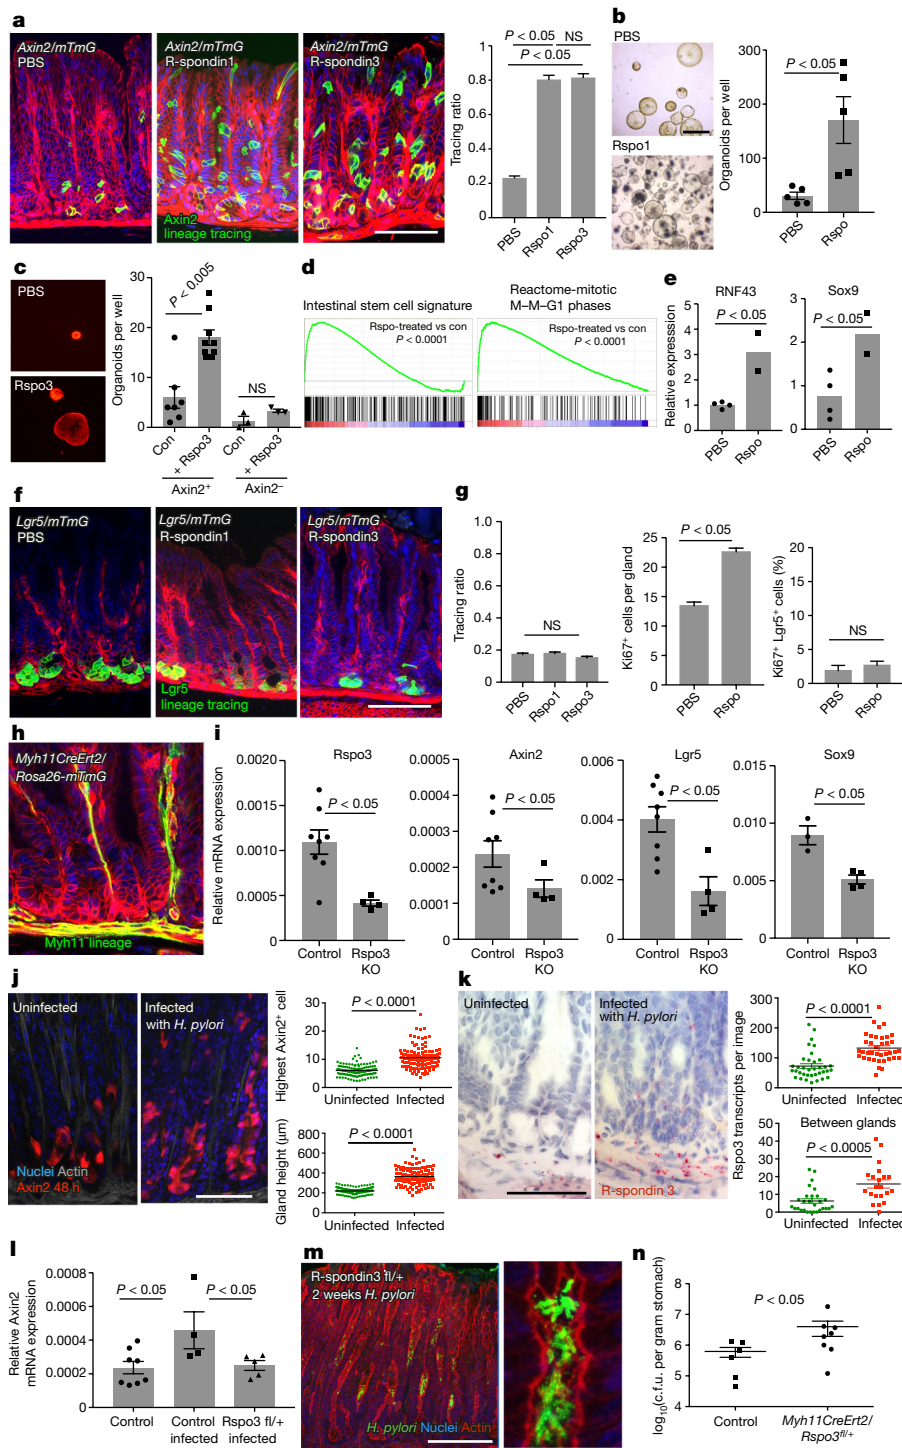 a
Axin2/mTmG
PBS
Axin2/mTmG
R-spondin1
Axin2/mTmG
R-spondin3
Axin2
lineage tracing
P < 0.05 NS
P < 0.05
Tracing ratio
1.0
0.8
0.6
0.4
0.2
0
PBS
Rspo1
Rspo3
b
PBS
Rspo1
P < 0.05
Organoids per well
300
200
100
0
PBS
Rspo
c
PBS
Rspo3
P < 0.005
NS
Organoids per well
30
20
10
0
Con
+ Rspo3
Con
+ Rspo3
Axin2+
Axin2−
d
Intestinal stem cell signature
Rspo-treated vs con
P < 0.0001
Reactome-mitotic
M–M–G1 phases
Rspo-treated vs con
P < 0.0001
e
RNF43
P < 0.05
Relative expresssion
5
4
3
2
1
0
PBS
Rspo
Sox9
P < 0.05
3
2
1
0
PBS
Rspo
f
Lgr5/mTmG
PBS
Lgr5/mTmG
R-spondin1
Lgr5/mTmG
R-spondin3
Lgr5
lineage tracing
g
Tracing ratio
1.0
0.8
0.6
0.4
0.2
0
NS
PBS
Rspo1
Rspo3
Ki67+ cells per gland
25
20
15
10
5
0
P < 0.05
PBS
Rspo
Ki67+ Lgr5+ cells (%)
20
15
10
5
0
NS
PBS
Rspo
h
Myh11CreErt2/
Rosa26-mTmG
Myh11 lineage
i
Relative mRNA expression
Rspo3
0.0020
0.0015
0.0010
0.0005
0
P < 0.05
Control
Rspo3
KO
Axin2
0.0005
0.0004
0.0003
0.0002
0.0001
0
P < 0.05
Control
Rspo3
KO
Lgr5
0.006
0.004
0.002
0
P < 0.05
Control
Rspo3
KO
Sox9
0.015
0.010
0.005
0
P < 0.05
Control
Rspo3
KO
j
Uninfected
Infected
with H. pylori
Nuclei Actin
Axin2 48 h
Highest Axin2+ cell
30
20
10
0
P < 0.0001
Uninfected
Infected
Gland height (μm)
800
600
400
200
0
P < 0.0001
Uninfected
Infected
k
Uninfected
Infected
with H. pylori
R-spondin 3
Rspo3 transcripts per image
300
250
200
150
100
50
0
P < 0.0001
Uninfected
Infected
Between glands
50
40
30
20
10
0
P < 0.0005
Uninfected
Infected
l
Relative Axin2
mRNA expression
0.0008
0.0006
0.0004
0.0002
0
P < 0.05
P < 0.05
Control
Control
infected
Rspo3 fl/+
infected
m
R-spondin3 fl/+
2 weeks H. pylori
H. pylori Nuclei Actin
n
log10(c.f.u. per gram stomach)
8
7
6
5
4
P < 0.05
Control
Myh11CreErt2/
Rspo3fl/+